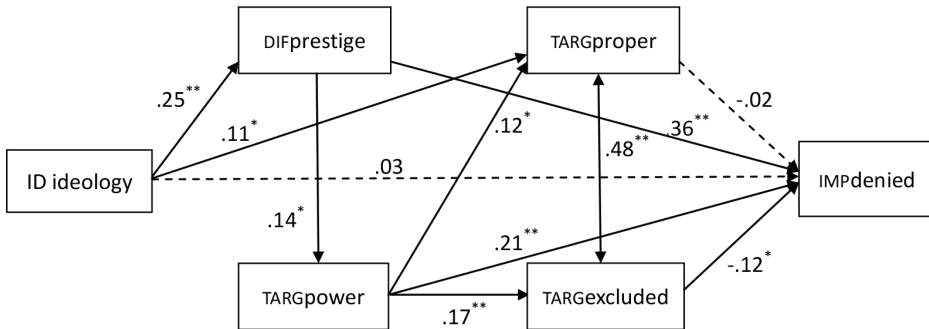 DIFprestige
TARGproper
.25**
.11*
.12*
-.02
.36**
.48**
ID ideology
.03
IMPdenied
.14*
.21**
-.12*
TARGpower
.17**
TARGexcluded